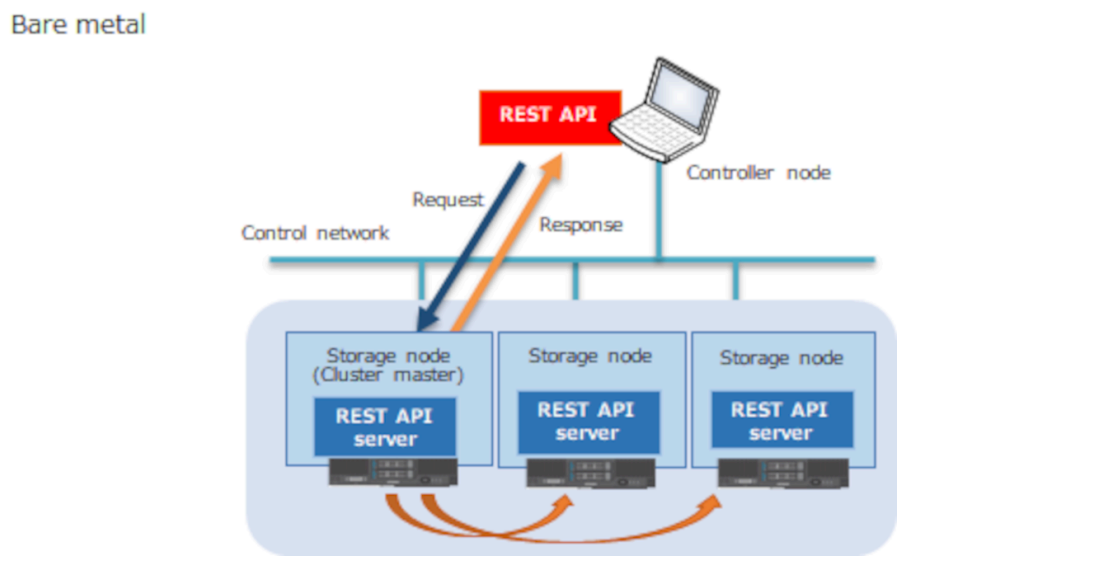 Bare metal
REST API
Controller node
Request
Response
Control network
Storage node
(Cluster master)
REST API
server
Storage node
REST API
server
Storage node
REST API
server